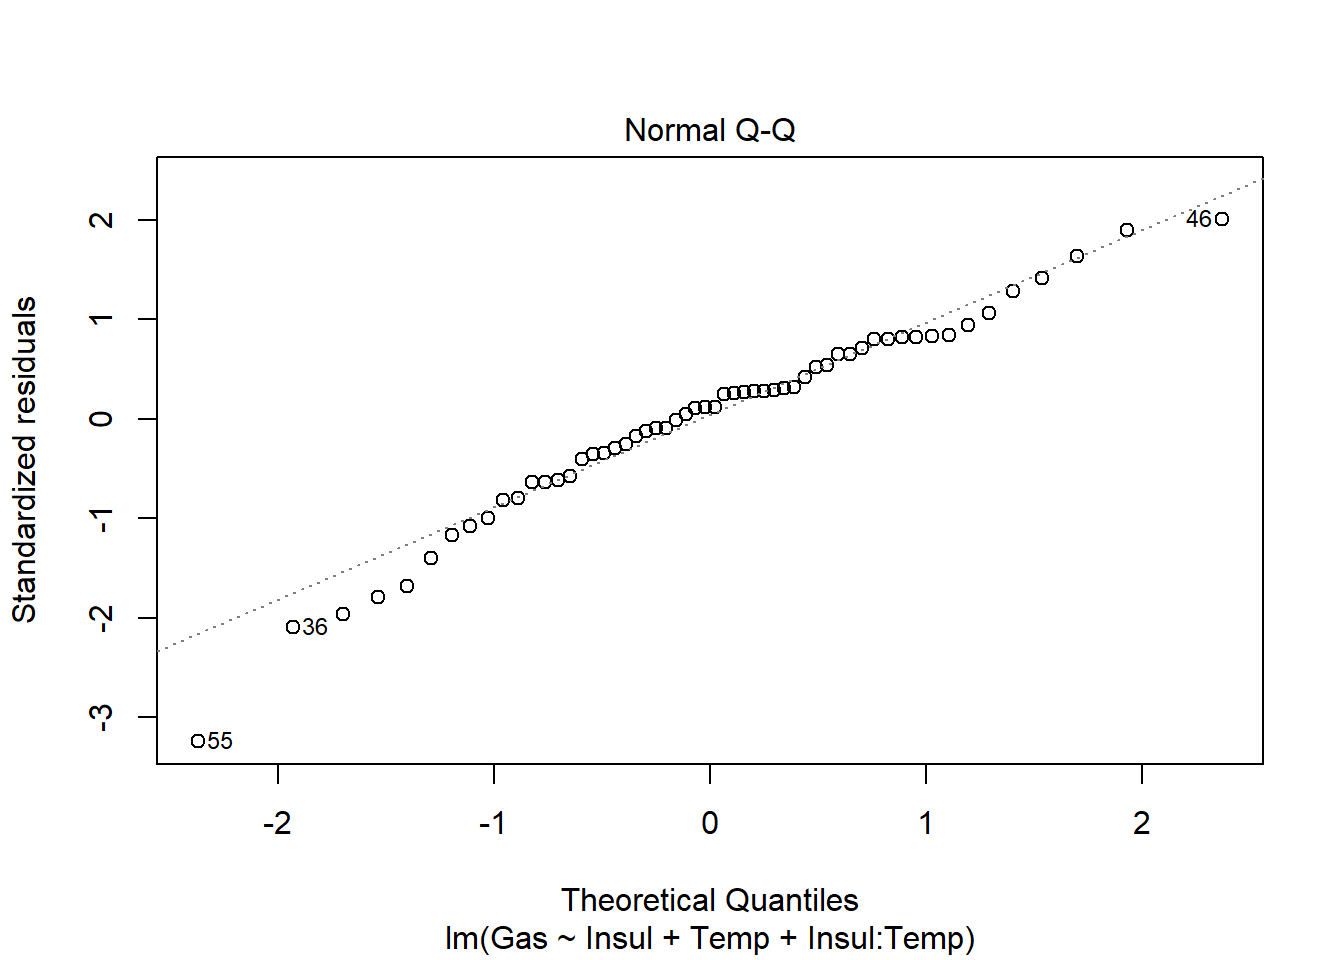 Normal Q-Q
Standardized residuals
2
1
0
-1
-2
-3
46
36
55
-2 -1 0 1 2
Theoretical Quantiles
lm(Gas ~ Insul + Temp + Insul:Temp)